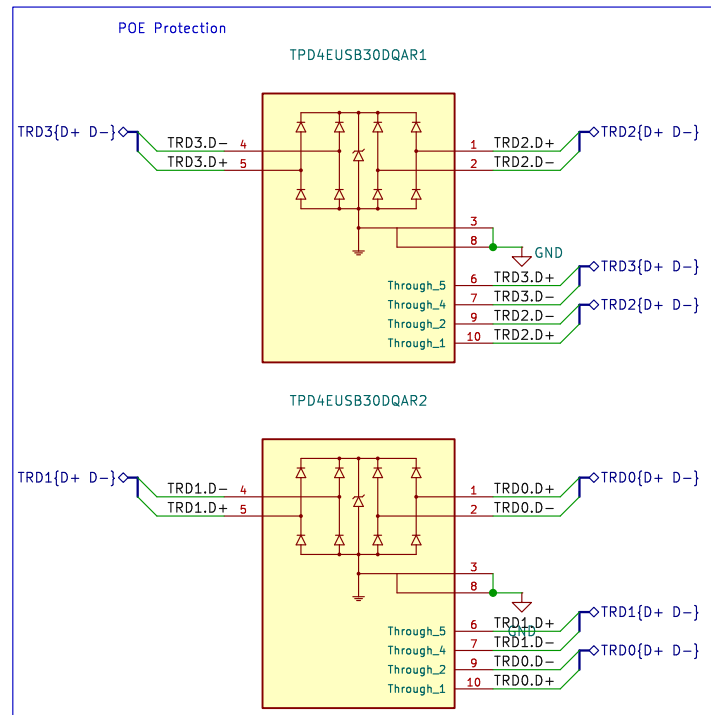 POE Protection
TPD4EUSB30DQAR1
TRD3{D+ D-}
TRD3.D- 4
TRD3.D+ 5
1 TRD2.D+
2 TRD2.D-
TRD2{D+ D-}
3
8
GND
Through_5 6 TRD3.D+
Through_4 7 TRD3.D-
Through_2 9 TRD2.D-
Through_1 10 TRD2.D+
TRD3{D+ D-}
TRD2{D+ D-}
TPD4EUSB30DQAR2
TRD1{D+ D-}
TRD1.D- 4
TRD1.D+ 5
1 TRD0.D+
2 TRD0.D-
TRD0{D+ D-}
3
8
GND
Through_5 6 TRD1.D+
Through_4 7 TRD1.D-
Through_2 9 TRD0.D-
Through_1 10 TRD0.D+
TRD1{D+ D-}
TRD0{D+ D-}